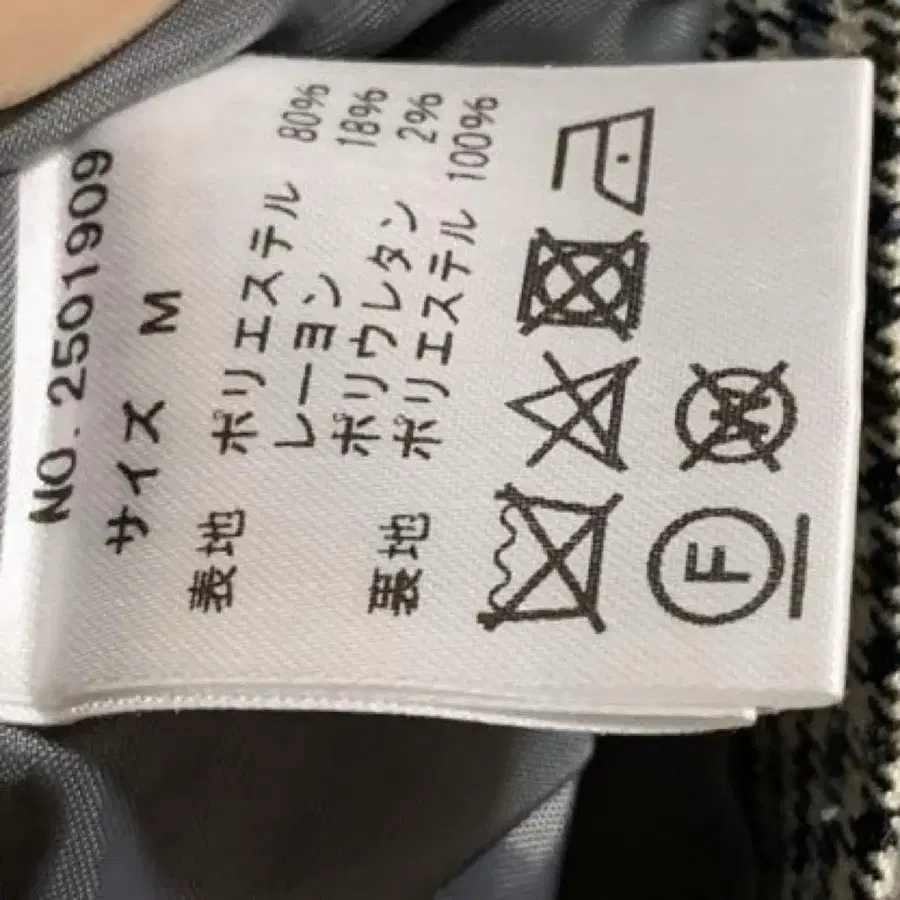 NO. 2501909
サイズ M
表地 ポリエステル 80%
レーヨン 18%
ポリウレタン 2%
裏地 ポリエステル 100%
F W